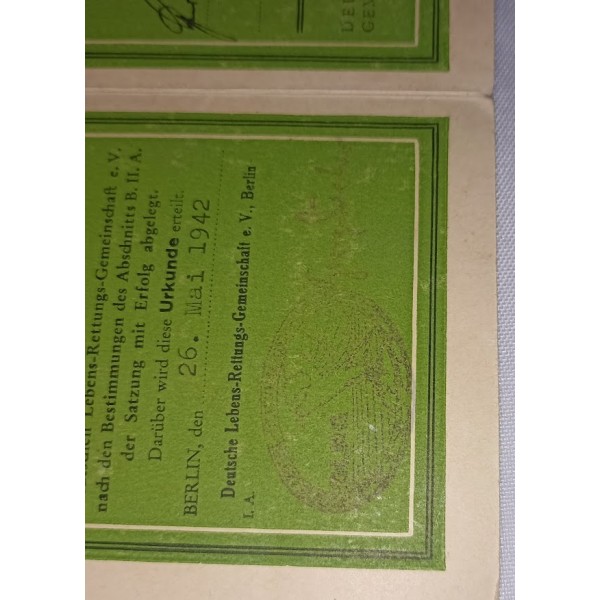 Lebens-Rettungs-Gemeinschaft e. V.
nach den Bestimmungen des Abschnitts B. II. A.
der Satzung mit Erfolg abgelegt.
Darüber wird diese Urkunde erteilt.
BERLIN, den 26. Mai 1942
Deutsche Lebens-Rettungs-Gemeinschaft e. V., Berlin
I. A.